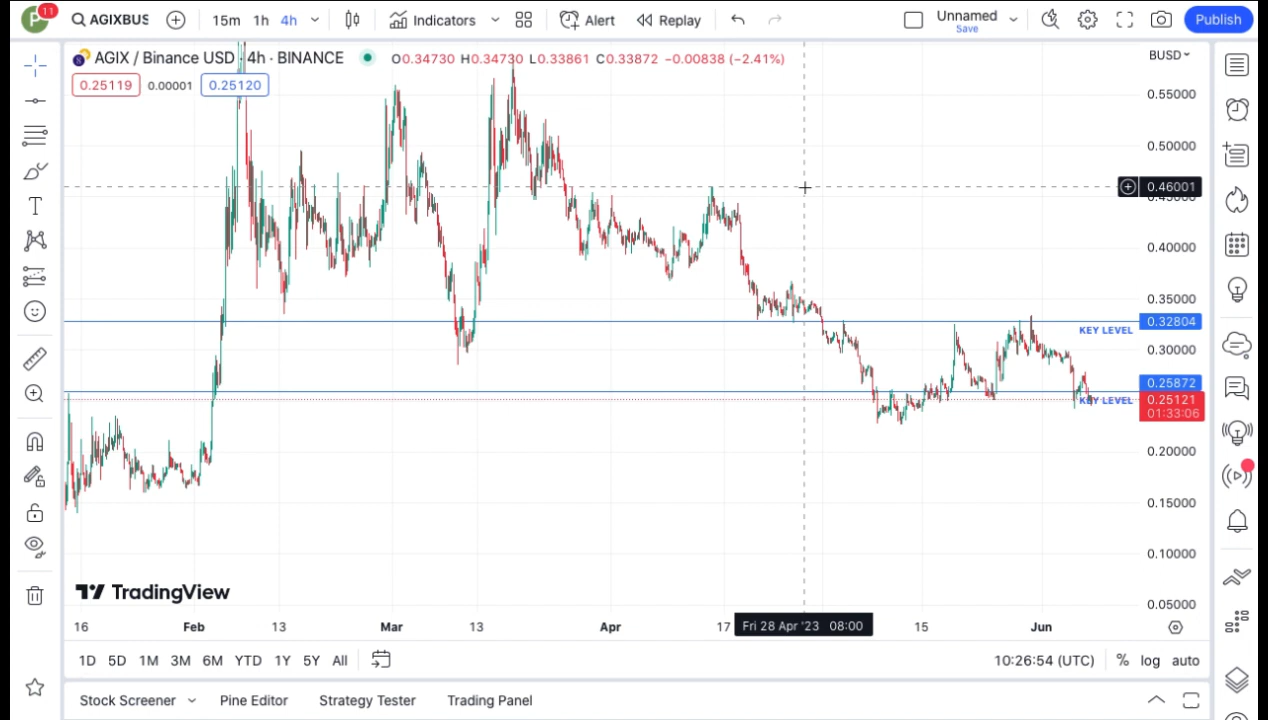 P 11 AGIXBUS 15m 1h 4h Indicators Alert Replay Unnamed Save Publish
AGIX / Binance USD · 4h · BINANCE O0.34730 H0.34730 L0.33861 C0.33872 −0.00838 (−2.41%) BUSD
0.25119 0.00001 0.25120
0.55000
0.50000
0.46001
0.45000
0.40000
0.35000
0.32804
KEY LEVEL
0.30000
0.25872
KEY LEVEL 0.25121
01:33:06
0.20000
0.15000
0.10000
TradingView
0.05000
16 Feb 13 Mar 13 Apr 17 Fri 28 Apr '23 08:00 15 Jun
1D 5D 1M 3M 6M YTD 1Y 5Y All 10:26:54 (UTC) % log auto
Stock Screener Pine Editor Strategy Tester Trading Panel